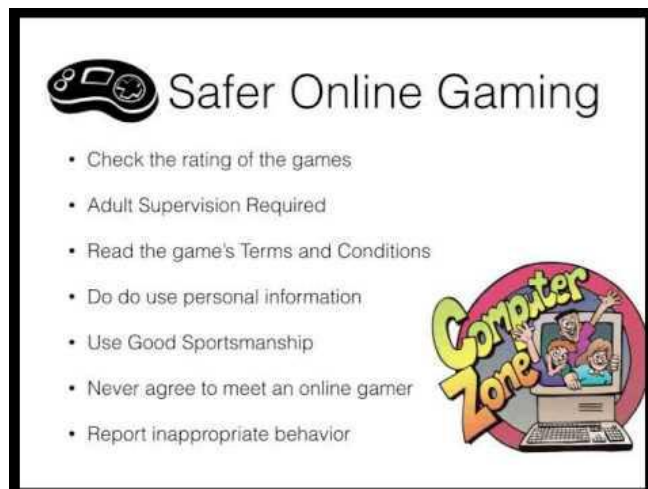 Safer Online Gaming
• Check the rating of the games
• Adult Supervision Required
• Read the game's Terms and Conditions
• Do do use personal information
• Use Good Sportsmanship
• Never agree to meet an online gamer
• Report inappropriate behavior
Computer
Zone